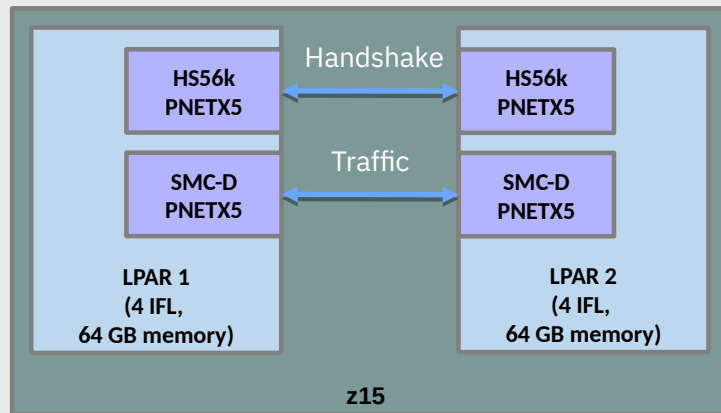 Handshake
HS56k
PNETX5
HS56k
PNETX5
Traffic
SMC-D
PNETX5
SMC-D
PNETX5
LPAR 1
(4 IFL,
64 GB memory)
LPAR 2
(4 IFL,
64 GB memory)
z15